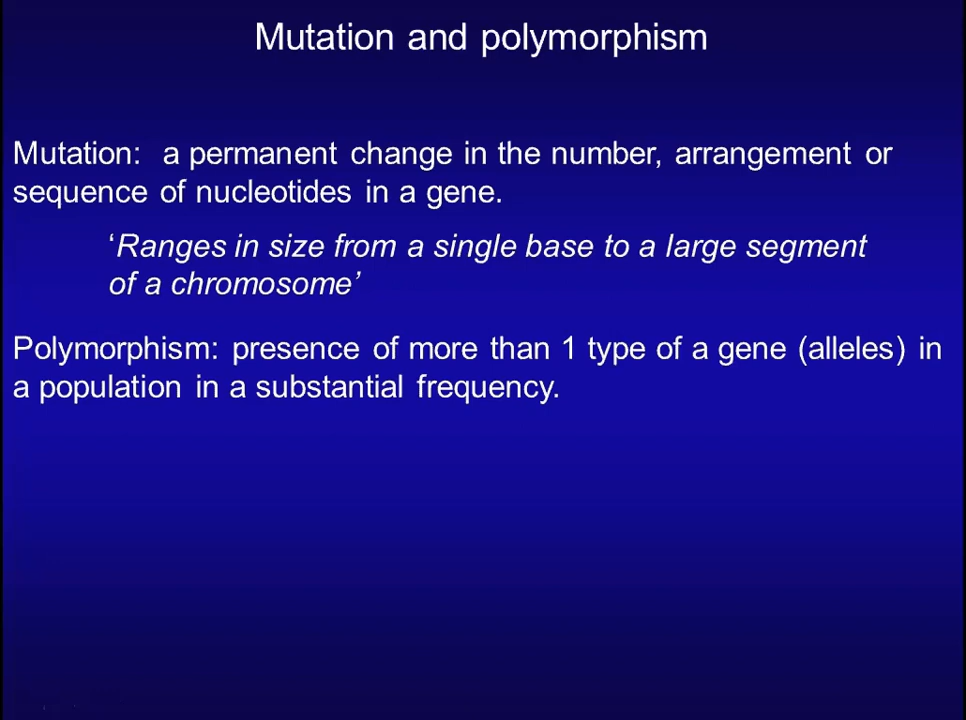 Mutation and polymorphism
Mutation: a permanent change in the number, arrangement or
sequence of nucleotides in a gene.
‘Ranges in size from a single base to a large segment
of a chromosome’
Polymorphism: presence of more than 1 type of a gene (alleles) in
a population in a substantial frequency.